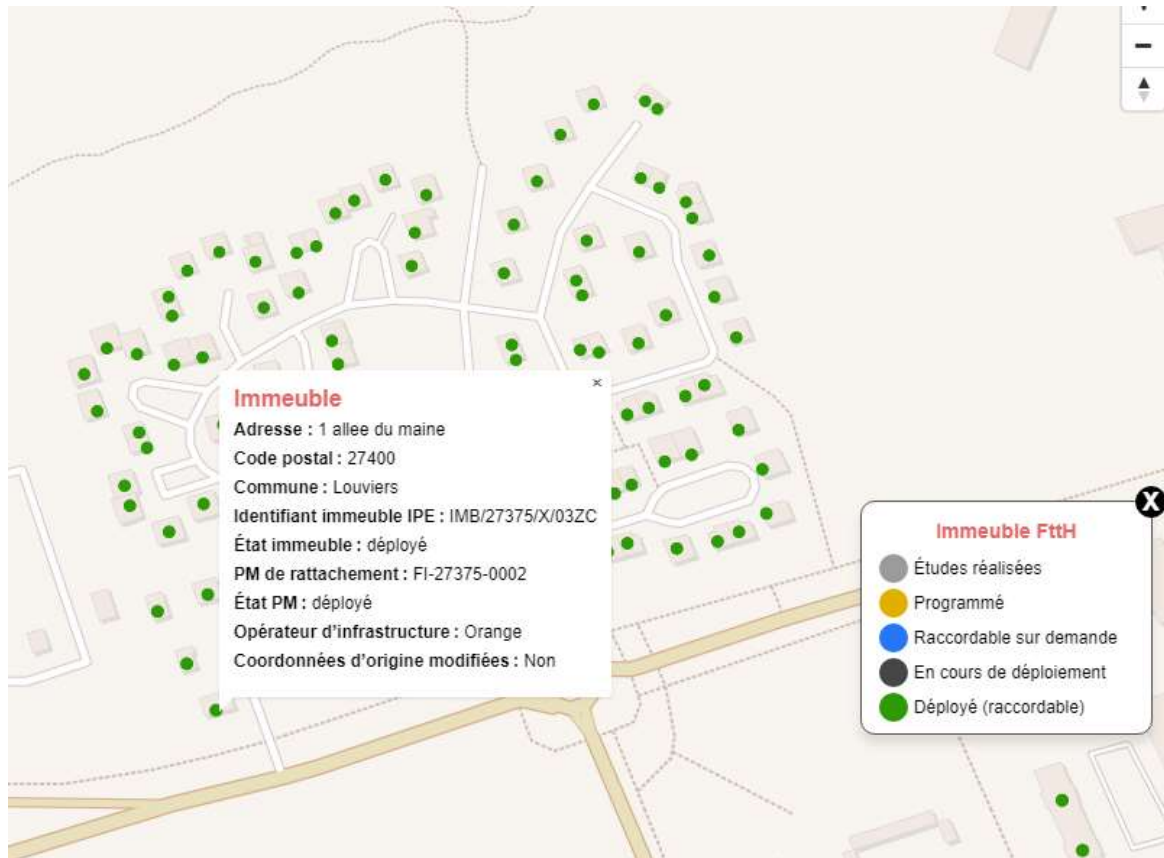 ×
Immeuble
Adresse : 1 allee du maine
Code postal : 27400
Commune : Louviers
Identifiant immeuble IPE : IMB/27375/X/03ZC
État immeuble : déployé
PM de rattachement : FI-27375-0002
État PM : déployé
Opérateur d’infrastructure : Orange
Coordonnées d’origine modifiées : Non
X
Immeuble FttH
Études réalisées
Programmé
Raccordable sur demande
En cours de déploiement
Déployé (raccordable)